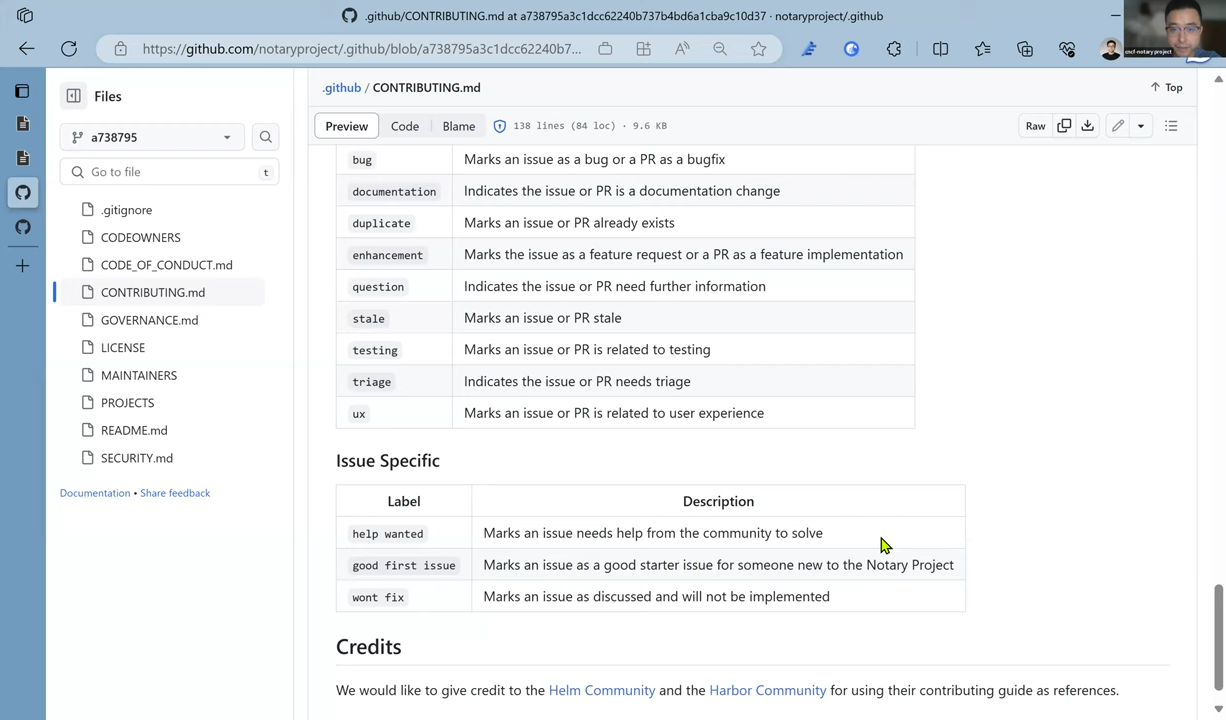 .github/CONTRIBUTING.md at a738795a3c1dcc62240b737b4bd6a1cba9c10d37 · notaryproject/.github
https://github.com/notaryproject/.github/blob/a738795a3c1dcc62240b7...
cncf-notary project
Files
a738795
Go to file
t
.gitignore
CODEOWNERS
CODE_OF_CONDUCT.md
CONTRIBUTING.md
GOVERNANCE.md
LICENSE
MAINTAINERS
PROJECTS
README.md
SECURITY.md
Documentation • Share feedback
.github / CONTRIBUTING.md
Top
Preview Code Blame 138 lines (84 loc) · 9.6 KB Raw
bug Marks an issue as a bug or a PR as a bugfix
documentation Indicates the issue or PR is a documentation change
duplicate Marks an issue or PR already exists
enhancement Marks the issue as a feature request or a PR as a feature implementation
question Indicates the issue or PR need further information
stale Marks an issue or PR stale
testing Marks an issue or PR is related to testing
triage Indicates the issue or PR needs triage
ux Marks an issue or PR is related to user experience
Issue Specific
Label Description
help wanted Marks an issue needs help from the community to solve
good first issue Marks an issue as a good starter issue for someone new to the Notary Project
wont fix Marks an issue as discussed and will not be implemented
Credits
We would like to give credit to the Helm Community and the Harbor Community for using their contributing guide as references.